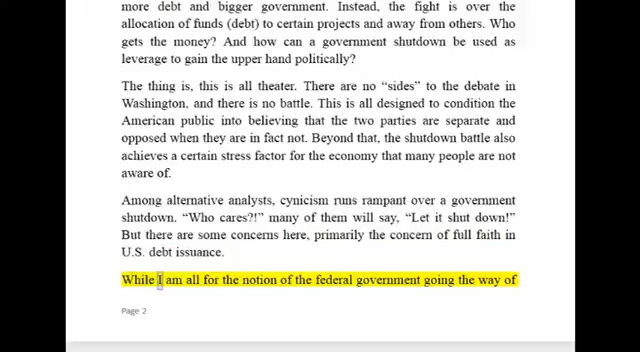 more debt and bigger government. Instead, the fight is over the
allocation of funds (debt) to certain projects and away from others. Who
gets the money? And how can a government shutdown be used as
leverage to gain the upper hand politically?
The thing is, this is all theater. There are no “sides” to the debate in
Washington, and there is no battle. This is all designed to condition the
American public into believing that the two parties are separate and
opposed when they are in fact not. Beyond that, the shutdown battle also
achieves a certain stress factor for the economy that many people are not
aware of.
Among alternative analysts, cynicism runs rampant over a government
shutdown. “Who cares?!” many of them will say, “Let it shut down!”
But there are some concerns here, primarily the concern of full faith in
U.S. debt issuance.
While I am all for the notion of the federal government going the way of
Page 2